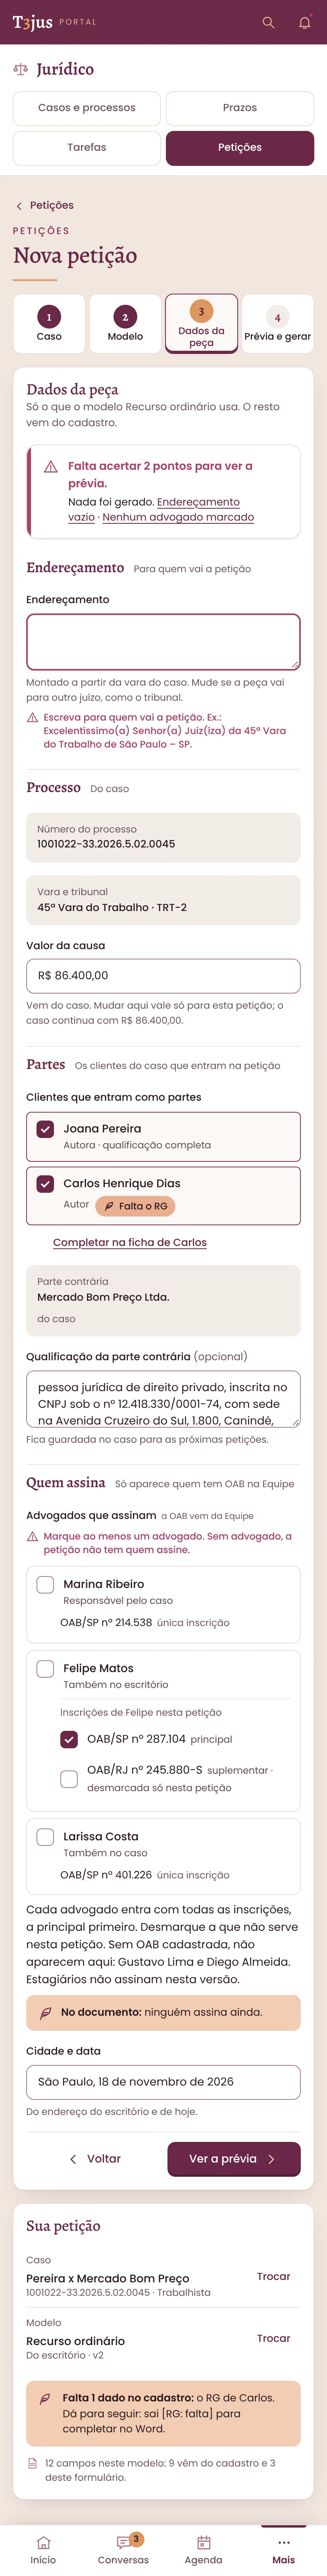 T3jus PORTAL
Jurídico
Casos e processos
Prazos
Tarefas
Petições
Petições
PETIÇÕES
Nova petição
1
Caso
2
Modelo
3
Dados da
peça
4
Prévia e gerar
Dados da peça
Só o que o modelo Recurso ordinário usa. O resto
vem do cadastro.
Falta acertar 2 pontos para ver a
prévia.
Nada foi gerado. Endereçamento
vazio · Nenhum advogado marcado
Endereçamento Para quem vai a petição
Endereçamento
Montado a partir da vara do caso. Mude se a peça vai
para outro juízo, como o tribunal.
Escreva para quem vai a petição. Ex.:
Excelentíssimo(a) Senhor(a) Juiz(iza) da 45ª Vara
do Trabalho de São Paulo – SP.
Processo Do caso
Número do processo
1001022-33.2026.5.02.0045
Vara e tribunal
45ª Vara do Trabalho · TRT-2
Valor da causa
R$ 86.400,00
Vem do caso. Mudar aqui vale só para esta petição; o
caso continua com R$ 86.400,00.
Partes Os clientes do caso que entram na petição
Clientes que entram como partes
Joana Pereira
Autora · qualificação completa
Carlos Henrique Dias
Autor Falta o RG
Completar na ficha de Carlos
Parte contrária
Mercado Bom Preço Ltda.
do caso
Qualificação da parte contrária (opcional)
pessoa jurídica de direito privado, inscrita no
CNPJ sob o nº 12.418.330/0001-74, com sede
na Avenida Cruzeiro do Sul, 1.800, Canindé,
Fica guardada no caso para as próximas petições.
Quem assina Só aparece quem tem OAB na Equipe
Advogados que assinam a OAB vem da Equipe
Marque ao menos um advogado. Sem advogado, a
petição não tem quem assine.
Marina Ribeiro
Responsável pelo caso
OAB/SP nº 214.538 única inscrição
Felipe Matos
Também no escritório
Inscrições de Felipe nesta petição
OAB/SP nº 287.104 principal
OAB/RJ nº 245.880-S suplementar ·
desmarcada só nesta petição
Larissa Costa
Também no caso
OAB/SP nº 401.226 única inscrição
Cada advogado entra com todas as inscrições,
a principal primeiro. Desmarque a que não serve
nesta petição. Sem OAB cadastrada, não
aparecem aqui: Gustavo Lima e Diego Almeida.
Estagiários não assinam nesta versão.
No documento: ninguém assina ainda.
Cidade e data
São Paulo, 18 de novembro de 2026
Do endereço do escritório e de hoje.
Voltar
Ver a prévia
Sua petição
Caso
Pereira x Mercado Bom Preço
1001022-33.2026.5.02.0045 · Trabalhista
Trocar
Modelo
Recurso ordinário
Do escritório · v2
Trocar
Falta 1 dado no cadastro: o RG de Carlos.
Dá para seguir: sai [RG: falta] para
completar no Word.
12 campos neste modelo: 9 vêm do cadastro e 3
deste formulário.
Início
3
Conversas
Agenda
Mais